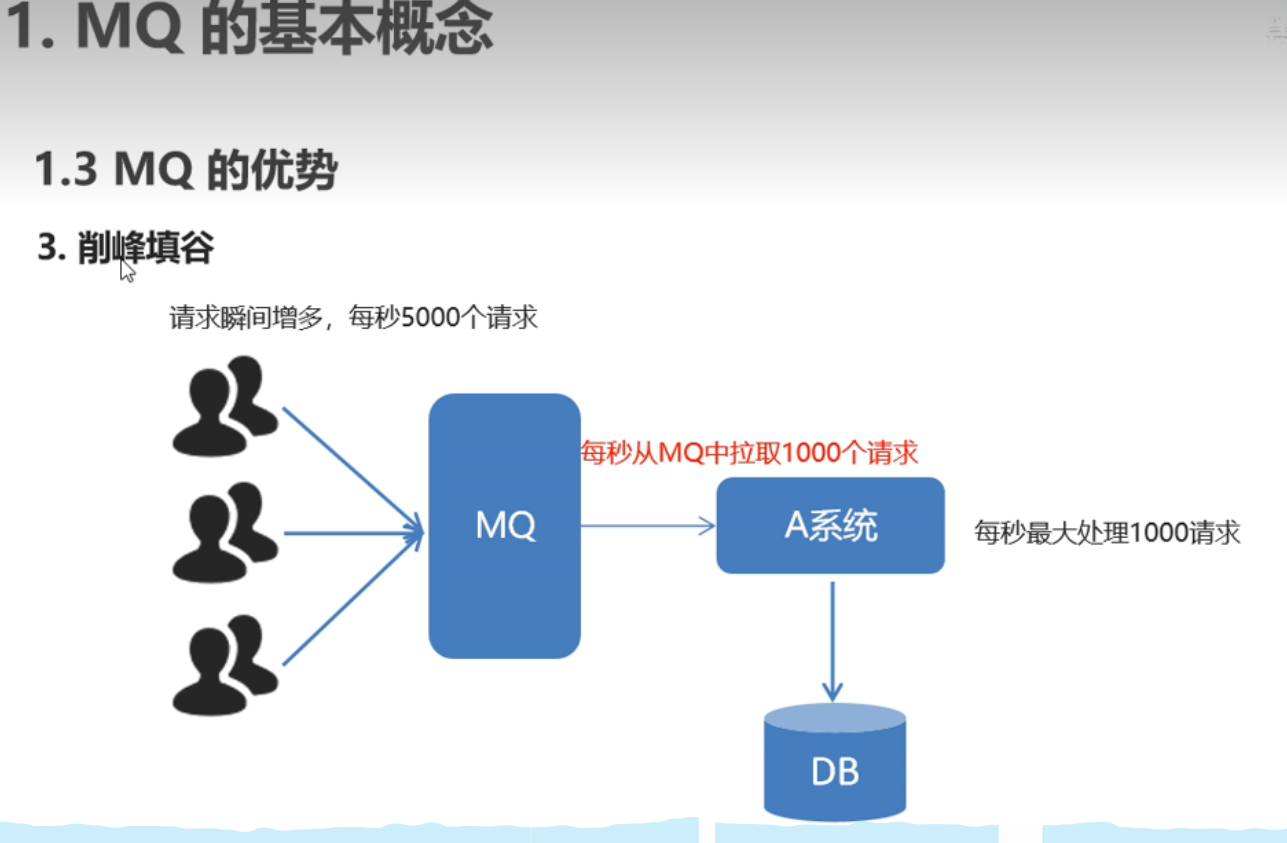 1. MQ 的基本概念
1.3 MQ 的优势
3. 削峰填谷
请求瞬间增多，每秒5000个请求
每秒从MQ中拉取1000个请求
MQ
A系统
每秒最大处理1000请求
DB